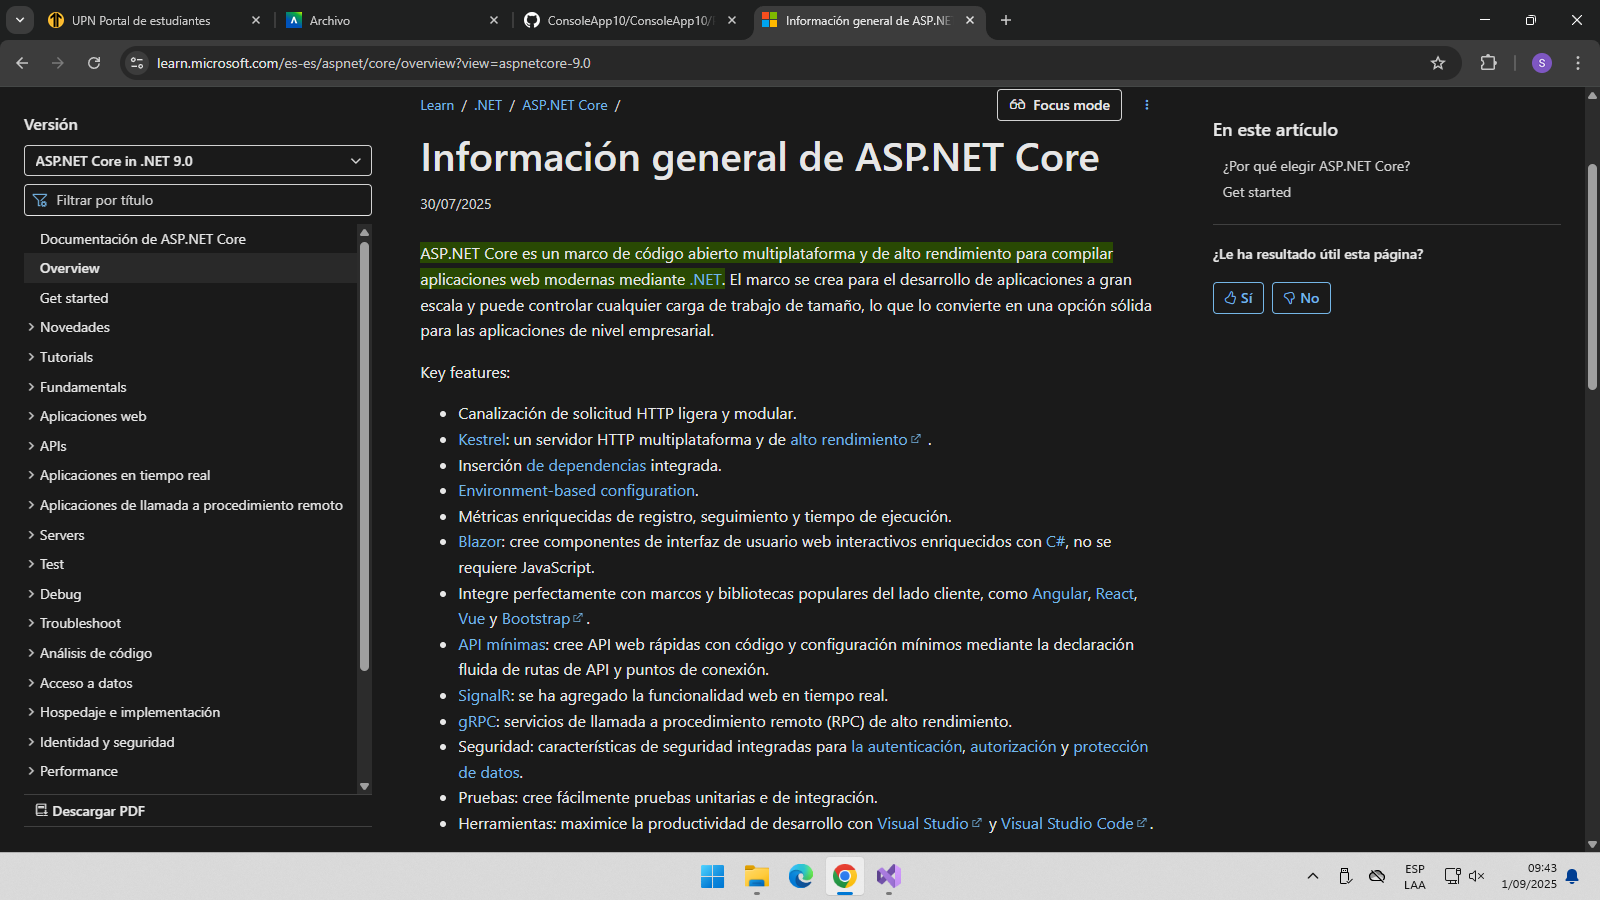 UPN Portal de estudiantes
Archivo
ConsoleApp10/ConsoleApp10/
Información general de ASP.NE
learn.microsoft.com/es-es/aspnet/core/overview?view=aspnetcore-9.0
S
Versión
ASP.NET Core in .NET 9.0
Filtrar por título
Documentación de ASP.NET Core
Overview
Get started
Novedades
Tutorials
Fundamentals
Aplicaciones web
APIs
Aplicaciones en tiempo real
Aplicaciones de llamada a procedimiento remoto
Servers
Test
Debug
Troubleshoot
Análisis de código
Acceso a datos
Hospedaje e implementación
Identidad y seguridad
Performance
Descargar PDF
Learn / .NET / ASP.NET Core /
Focus mode
Información general de ASP.NET Core
30/07/2025
ASP.NET Core es un marco de código abierto multiplataforma y de alto rendimiento para compilar
aplicaciones web modernas mediante .NET. El marco se crea para el desarrollo de aplicaciones a gran
escala y puede controlar cualquier carga de trabajo de tamaño, lo que lo convierte en una opción sólida
para las aplicaciones de nivel empresarial.
Key features:
• Canalización de solicitud HTTP ligera y modular.
• Kestrel: un servidor HTTP multiplataforma y de alto rendimiento .
• Inserción de dependencias integrada.
• Environment-based configuration.
• Métricas enriquecidas de registro, seguimiento y tiempo de ejecución.
• Blazor: cree componentes de interfaz de usuario web interactivos enriquecidos con C#, no se
requiere JavaScript.
• Integre perfectamente con marcos y bibliotecas populares del lado cliente, como Angular, React,
Vue y Bootstrap .
• API mínimas: cree API web rápidas con código y configuración mínimos mediante la declaración
fluida de rutas de API y puntos de conexión.
• SignalR: se ha agregado la funcionalidad web en tiempo real.
• gRPC: servicios de llamada a procedimiento remoto (RPC) de alto rendimiento.
• Seguridad: características de seguridad integradas para la autenticación, autorización y protección
de datos.
• Pruebas: cree fácilmente pruebas unitarias e de integración.
• Herramientas: maximice la productividad de desarrollo con Visual Studio y Visual Studio Code .
En este artículo
¿Por qué elegir ASP.NET Core?
Get started
¿Le ha resultado útil esta página?
Sí
No
ESP
LAA
09:43
1/09/2025